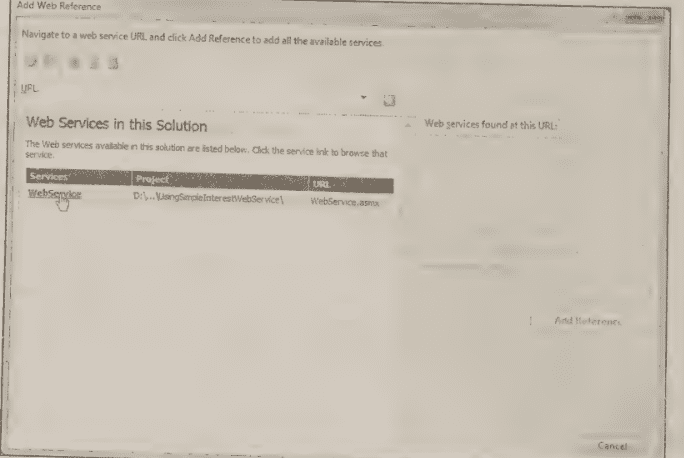 Add Web Reference
Navigate to a web service URL and click Add Reference to add all the available services.
URL
Web Services in this Solution
Web services found at this URL:
The Web services available in this solution are listed below. Click the service link to browse that
service.
Services Project URL
WebService D:\...\UsingSimpleInterestWebService\ WebService.asmx
Add Reference
Cancel